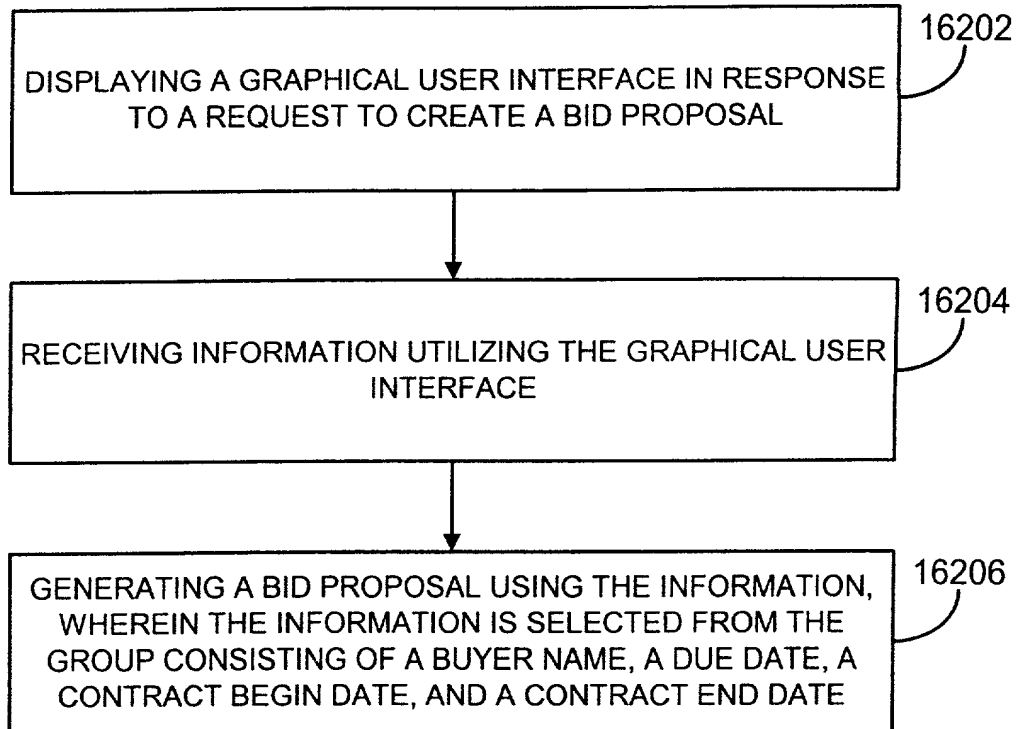 16202
DISPLAYING A GRAPHICAL USER INTERFACE IN RESPONSE
TO A REQUEST TO CREATE A BID PROPOSAL
16204
RECEIVING INFORMATION UTILIZING THE GRAPHICAL USER
INTERFACE
16206
GENERATING A BID PROPOSAL USING THE INFORMATION,
WHEREIN THE INFORMATION IS SELECTED FROM THE
GROUP CONSISTING OF A BUYER NAME, A DUE DATE, A
CONTRACT BEGIN DATE, AND A CONTRACT END DATE